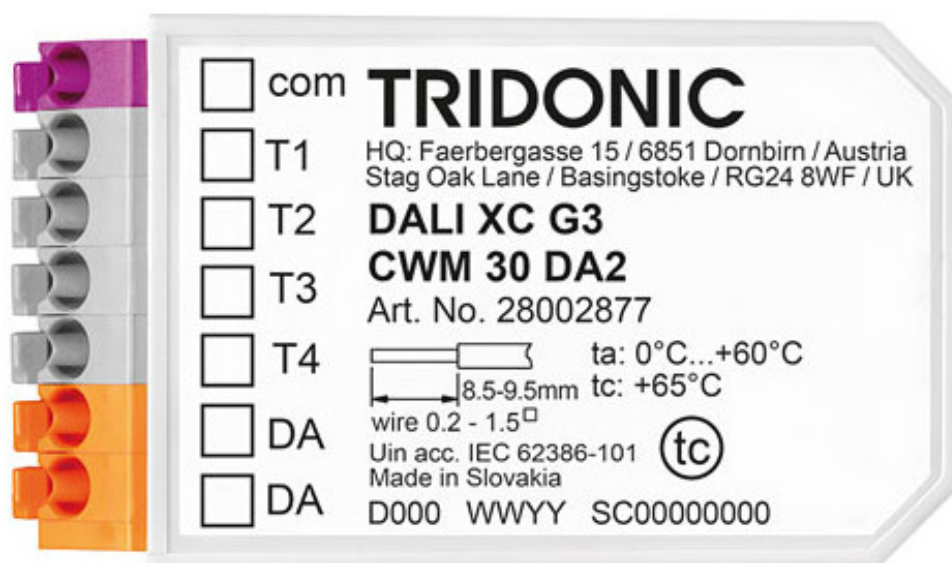 com
T1
T2
T3
T4
DA
DA
TRIDONIC
HQ: Faerbergasse 15 / 6851 Dornbirn / Austria
Stag Oak Lane / Basingstoke / RG24 8WF / UK
DALI XC G3
CWM 30 DA2
Art. No. 28002877
ta: 0°C...+60°C
8.5-9.5mm tc: +65°C
wire 0.2 - 1.5□
Uin acc. IEC 62386-101
tc
Made in Slovakia
D000 WWYY SC00000000